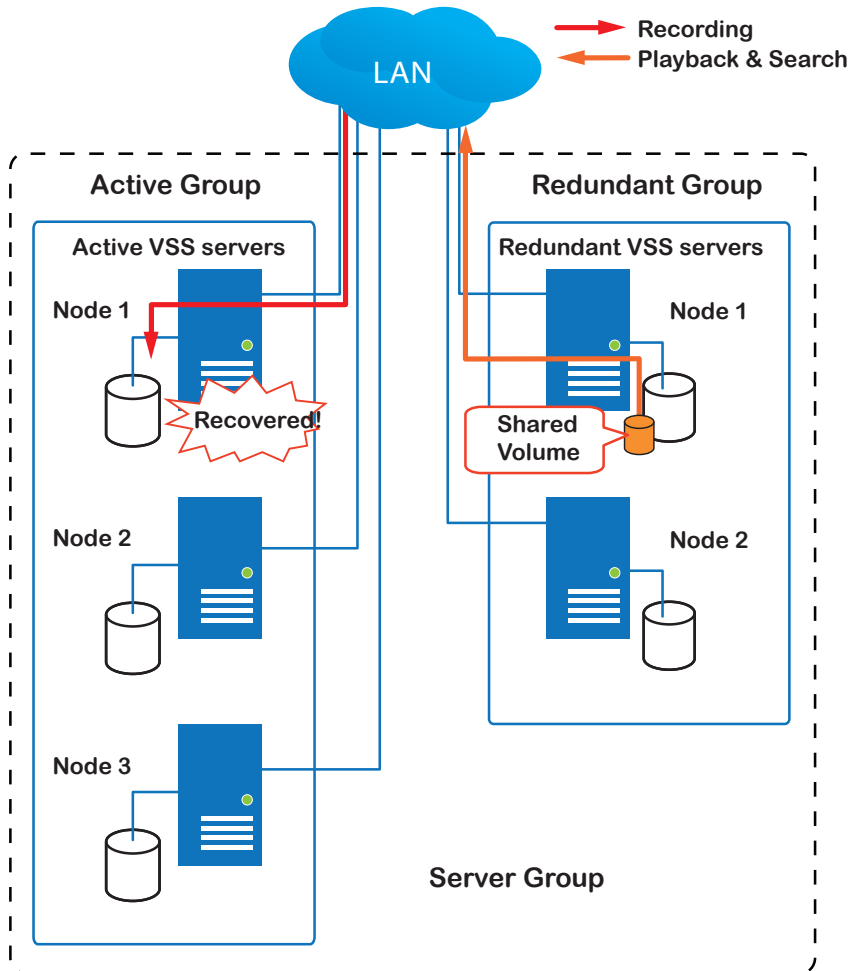 Recording
Playback & Search
LAN
Active Group
Redundant Group
Active VSS servers
Redundant VSS servers
Node 1
Node 1
Recovered!
Shared
Volume
Node 2
Node 2
Node 3
Server Group